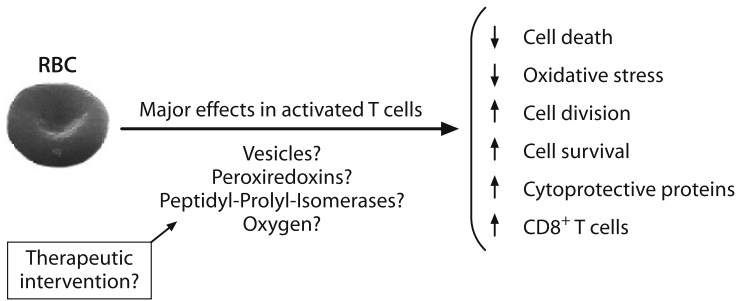 RBC
Major effects in activated T cells
Vesicles?
Peroxiredoxins?
Peptidyl-Prolyl-Isomerases?
Oxygen?
Therapeutic
intervention?
↓ Cell death
↓ Oxidative stress
↑ Cell division
↑ Cell survival
↑ Cytoprotective proteins
↑ CD8⁺ T cells